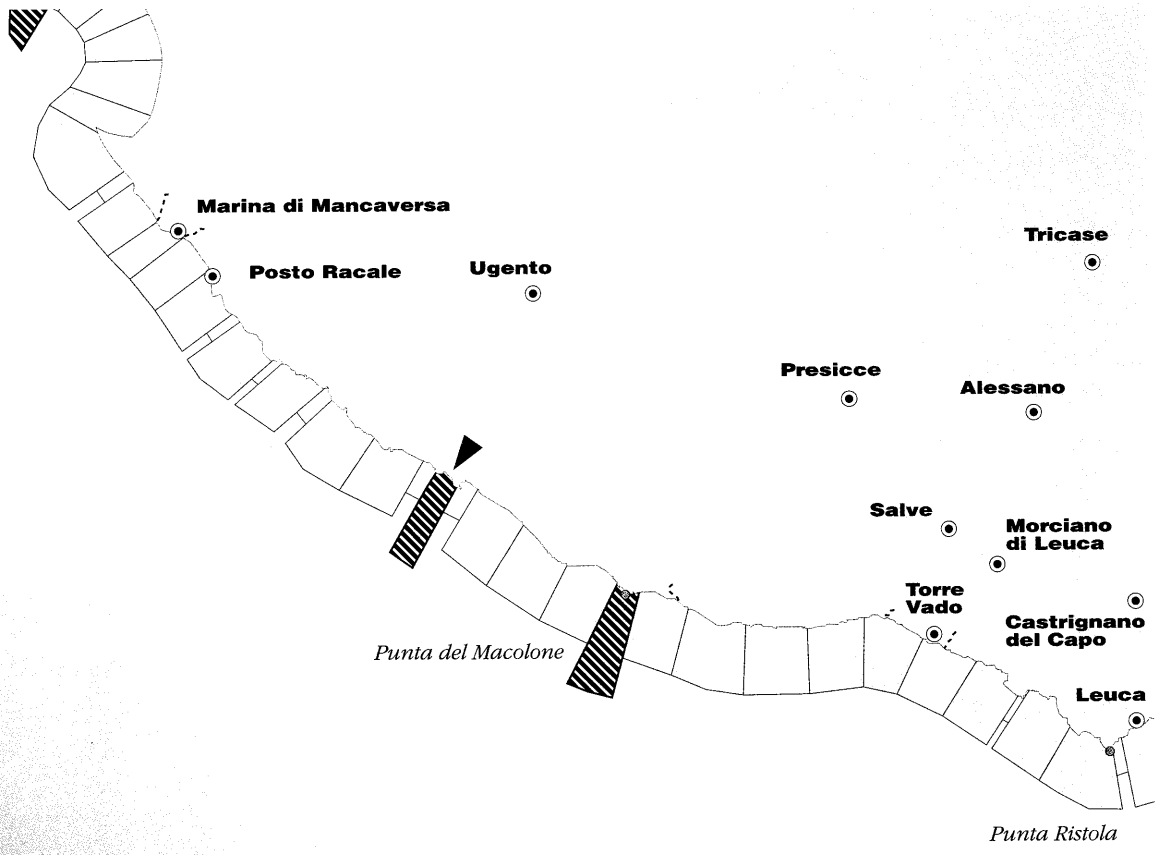 Marina di Mancaversa
Tricase
Posto Racale
Ugento
Presicce
Alessano
Salve
Morciano
di Leuca
Torre
Vado
Castrignano
del Capo
Punta del Macolone
Leuca
Punta Ristola